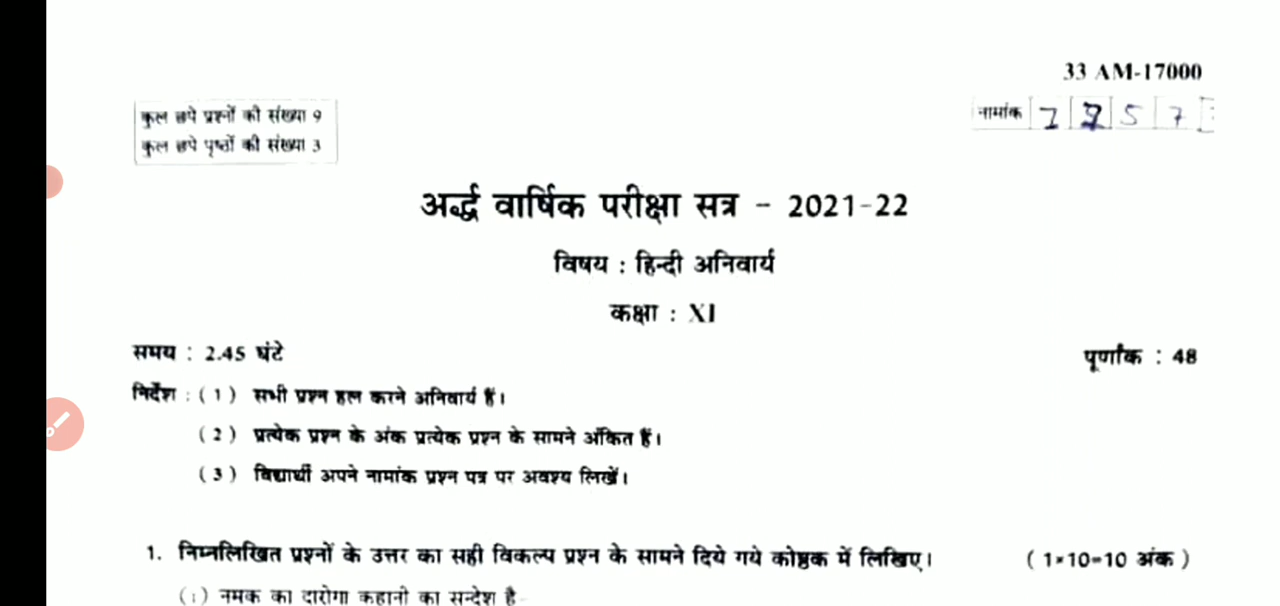 33 AM-17000
कुल छपे प्रश्नों की संख्या 9
कुल छपे पृष्ठों की संख्या 3
नामांक 5 7
अर्द्ध वार्षिक परीक्षा सत्र - 2021-22
विषय : हिन्दी अनिवार्य
कक्षा : XI
समय : 2.45 घंटे
पूर्णांक : 48
निर्देश : (1) सभी प्रश्न हल करने अनिवार्य हैं।
(2) प्रत्येक प्रश्न के अंक प्रत्येक प्रश्न के सामने अंकित हैं।
(3) विद्यार्थी अपने नामांक प्रश्न पत्र पर अवश्य लिखें।
1. निम्नलिखित प्रश्नों के उत्तर का सही विकल्प प्रश्न के सामने दिये गये कोष्ठक में लिखिए। (1×10=10 अंक)
नमक का दारोगा कहानी का सन्देश है-